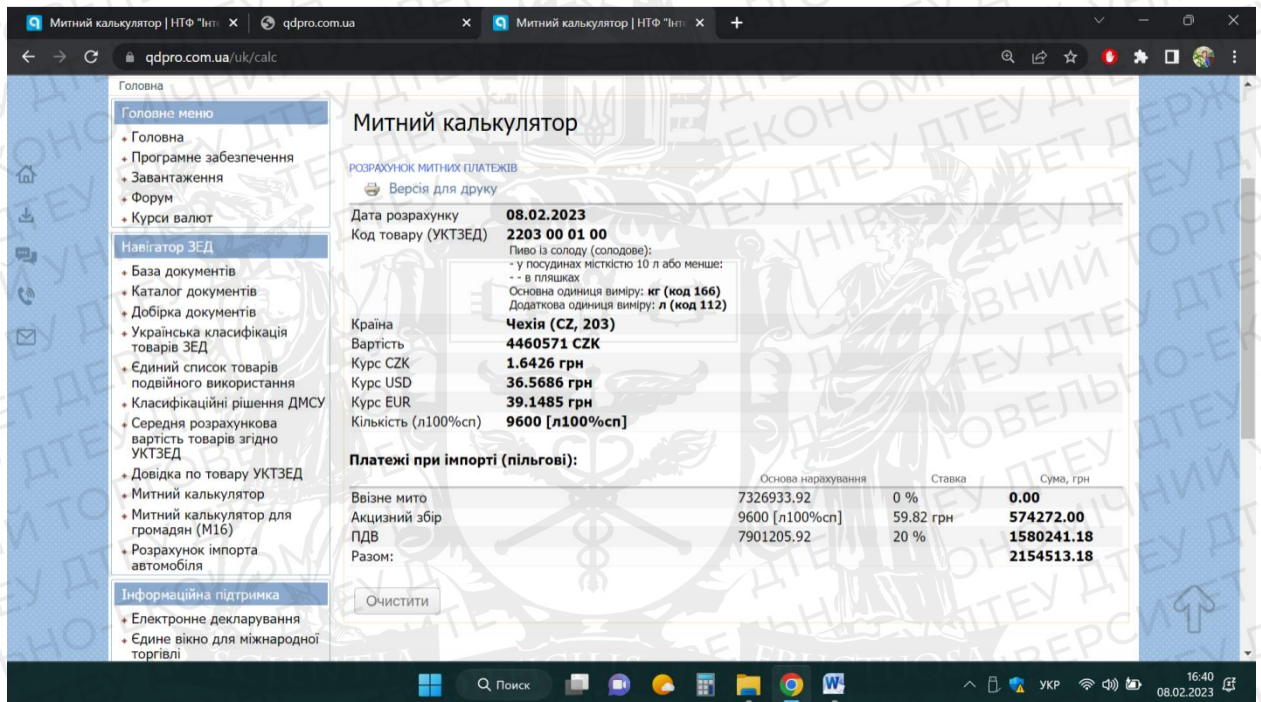 Митний калькулятор | НТФ "Інте
qdpro.com.ua
Митний калькулятор | НТФ "Інте
qdpro.com.ua/uk/calc
Головна
Головне меню
Головна
Програмне забезпечення
Завантаження
Форум
Курси валют
Навігатор ЗЕД
База документів
Каталог документів
Добірка документів
Українська класифікація
товарів ЗЕД
Єдиний список товарів
подвійного використання
Класифікаційні рішення ДМСУ
Середня розрахункова
вартість товарів згідно
УКТЗЕД
Довідка по товару УКТЗЕД
Митний калькулятор
Митний калькулятор для
громадян (М16)
Розрахунок імпорта
автомобіля
Інформаційна підтримка
Електронне декларування
Єдине вікно для міжнародної
торгівлі
Митний калькулятор
РОЗРАХУНОК МИТНИХ ПЛАТЕЖІВ
Версія для друку
Дата розрахунку 08.02.2023
Код товару (УКТЗЕД) 2203 00 01 00
Пиво із солоду (солодове):
- у посудинах місткістю 10 л або менше:
- - в пляшках
Основна одиниця виміру: кг (код 166)
Додаткова одиниця виміру: л (код 112)
Країна Чехія (CZ, 203)
Вартість 4460571 CZK
Курс CZK 1.6426 грн
Курс USD 36.5686 грн
Курс EUR 39.1485 грн
Кількість (л100%сп) 9600 [л100%сп]
Платежі при імпорті (пільгові):
Основа нарахування Ставка Сума, грн
Ввізне мито 7326933.92 0 % 0.00
Акцизний збір 9600 [л100%сп] 59.82 грн 574272.00
ПДВ 7901205.92 20 % 1580241.18
Разом: 2154513.18
Очистити
Поиск
УКР
16:40
08.02.2023